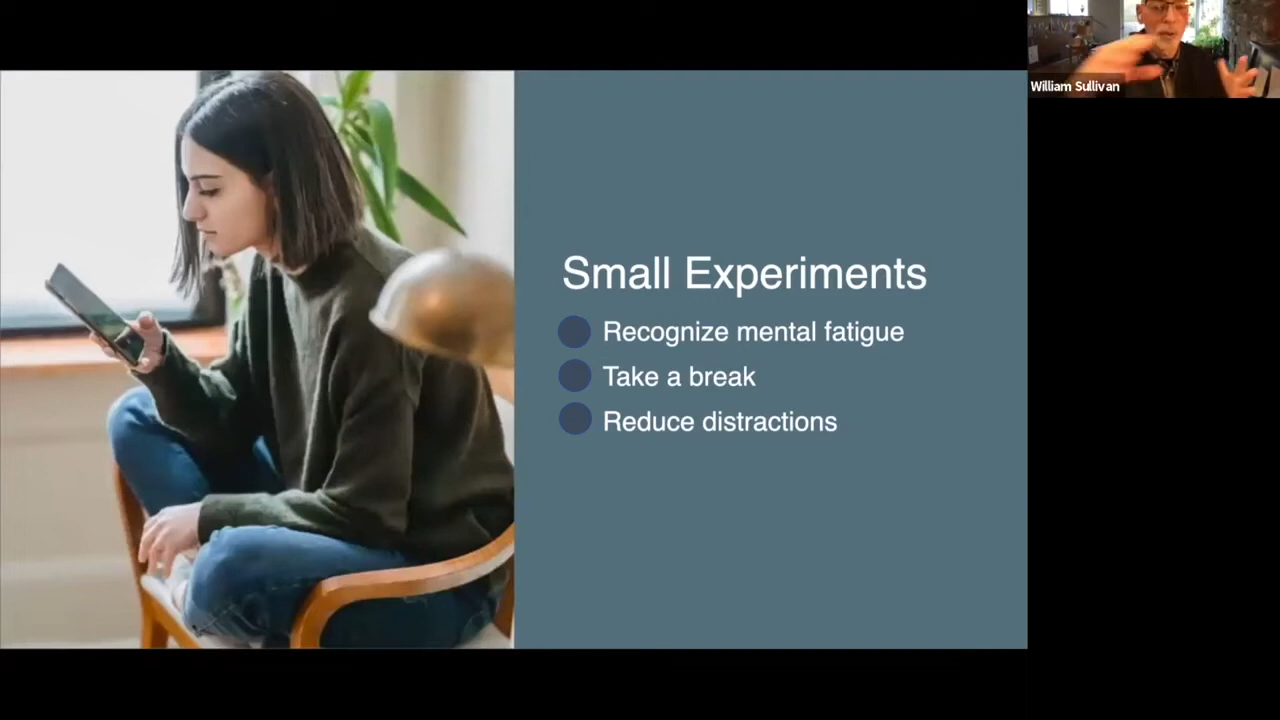 William Sullivan
Small Experiments
Recognize mental fatigue
Take a break
Reduce distractions